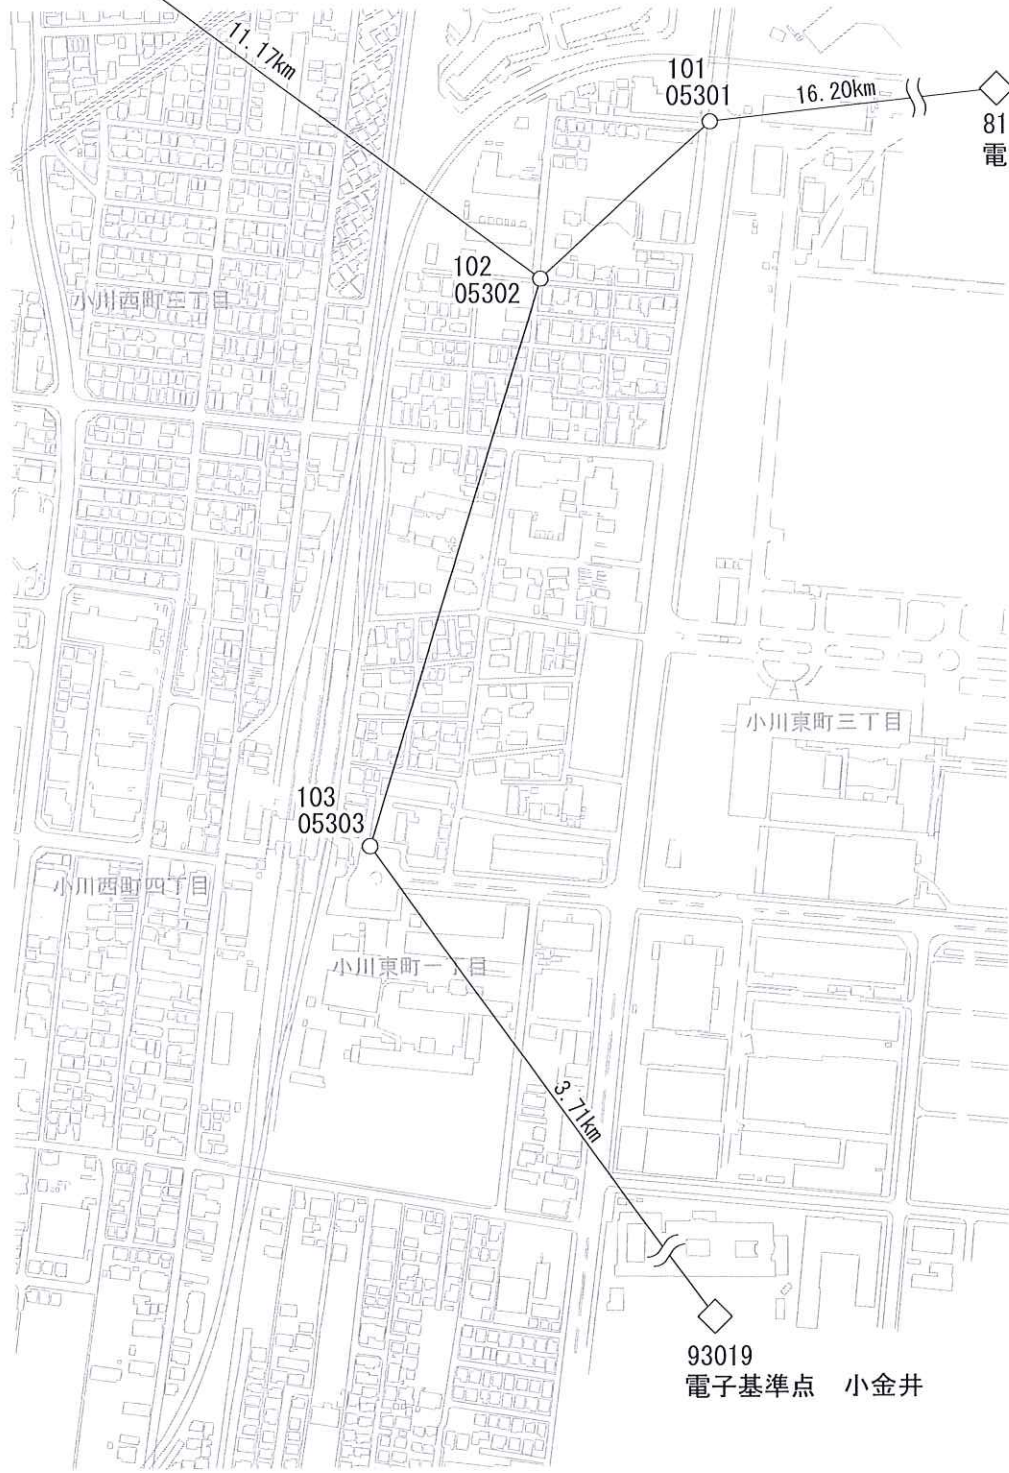 11.17km
101
05301
16.20km
81
電
102
05302
小川西町三丁目
小川東町三丁目
103
05303
小川西町四丁目
小川東町一丁目
3.71km
93019
電子基準点 小金井